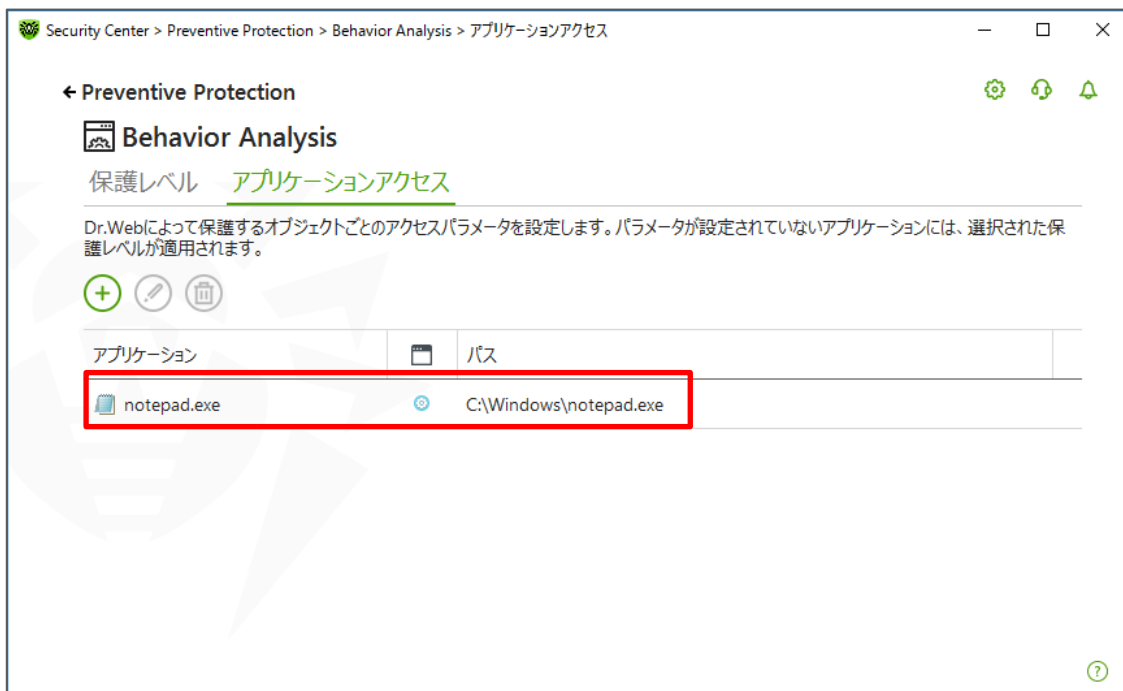 Security Center > Preventive Protection > Behavior Analysis > アプリケーションアクセス
Preventive Protection
Behavior Analysis
保護レベル アプリケーションアクセス
Dr.Webによって保護するオブジェクトごとのアクセスパラメータを設定します。パラメータが設定されていないアプリケーションには、選択された保
護レベルが適用されます。
アプリケーション パス
notepad.exe C:\Windows\notepad.exe